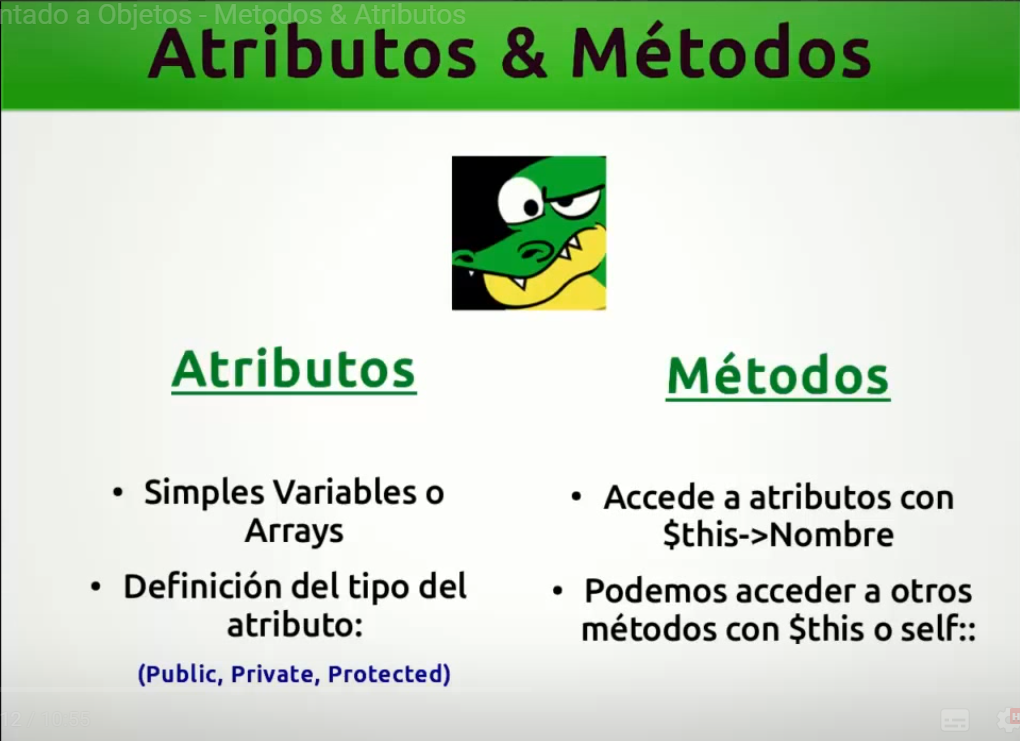 ntado a Objetos - Metodos & Atributos
Atributos & Métodos
Atributos
• Simples Variables o
Arrays
• Definición del tipo del
atributo:
(Public, Private, Protected)
Métodos
• Accede a atributos con
$this->Nombre
• Podemos acceder a otros
métodos con $this o self::